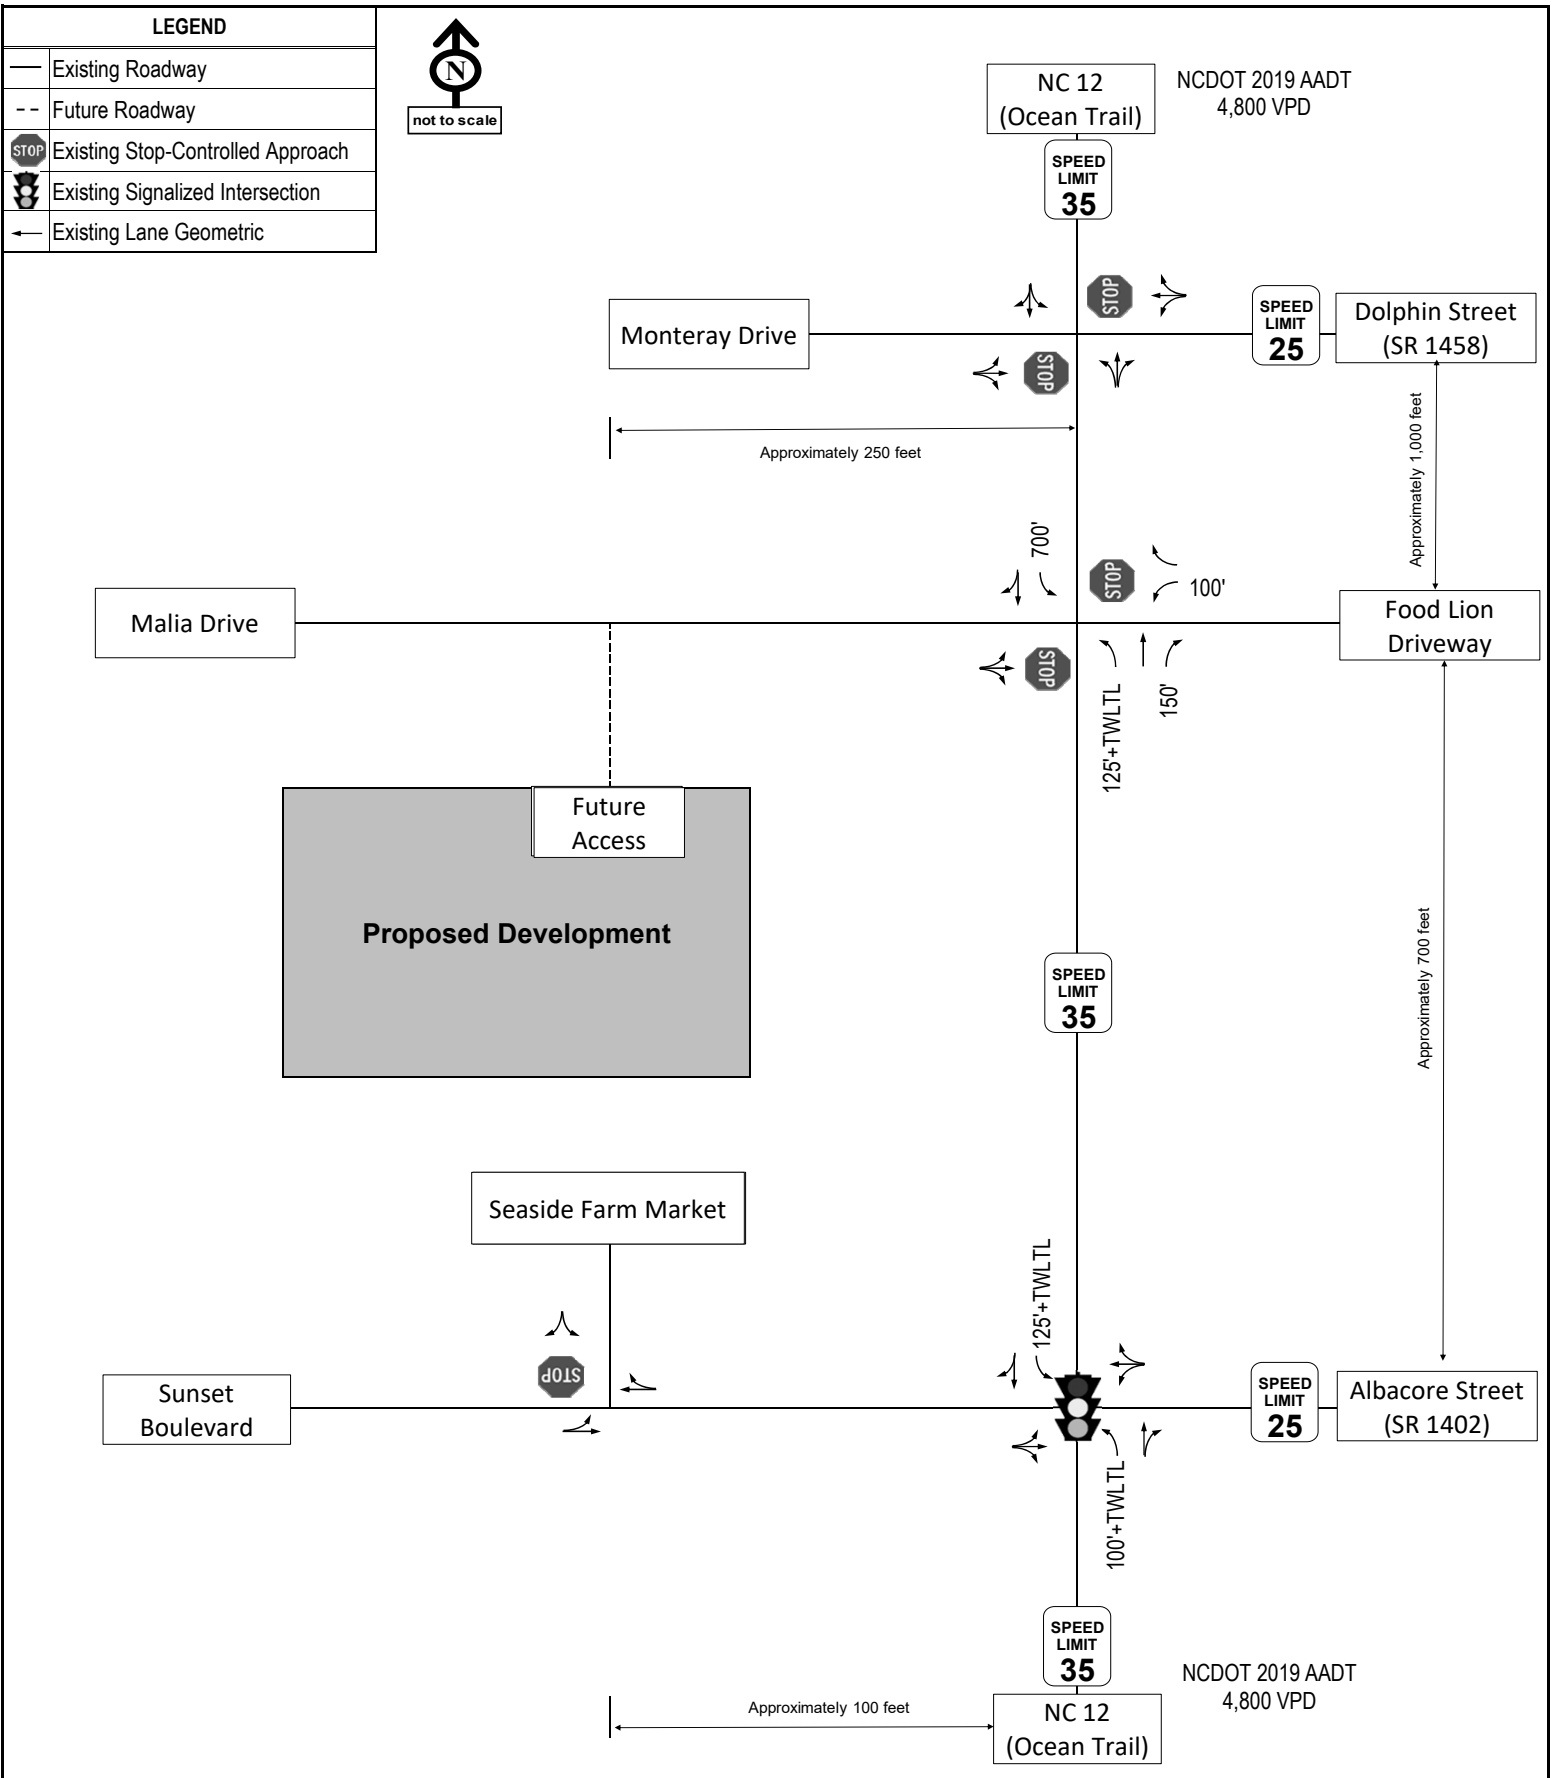 LEGEND
Existing Roadway
Future Roadway
STOP
Existing Stop-Controlled Approach
Existing Signalized Intersection
Existing Lane Geometric
N
not to scale
NC 12
(Ocean Trail)
NCDOT 2019 AADT
4,800 VPD
SPEED
LIMIT
35
STOP
Monteray Drive
SPEED
LIMIT
25
Dolphin Street
(SR 1458)
STOP
Approximately 250 feet
Approximately 1,000 feet
700'
STOP
100'
Malia Drive
Food Lion
Driveway
STOP
125'+TWLTL
150'
Future
Access
Proposed Development
SPEED
LIMIT
35
Approximately 700 feet
Seaside Farm Market
125'+TWLTL
STOP
Sunset
Boulevard
SPEED
LIMIT
25
Albacore Street
(SR 1402)
100'+TWLTL
SPEED
LIMIT
35
NCDOT 2019 AADT
4,800 VPD
Approximately 100 feet
NC 12
(Ocean Trail)